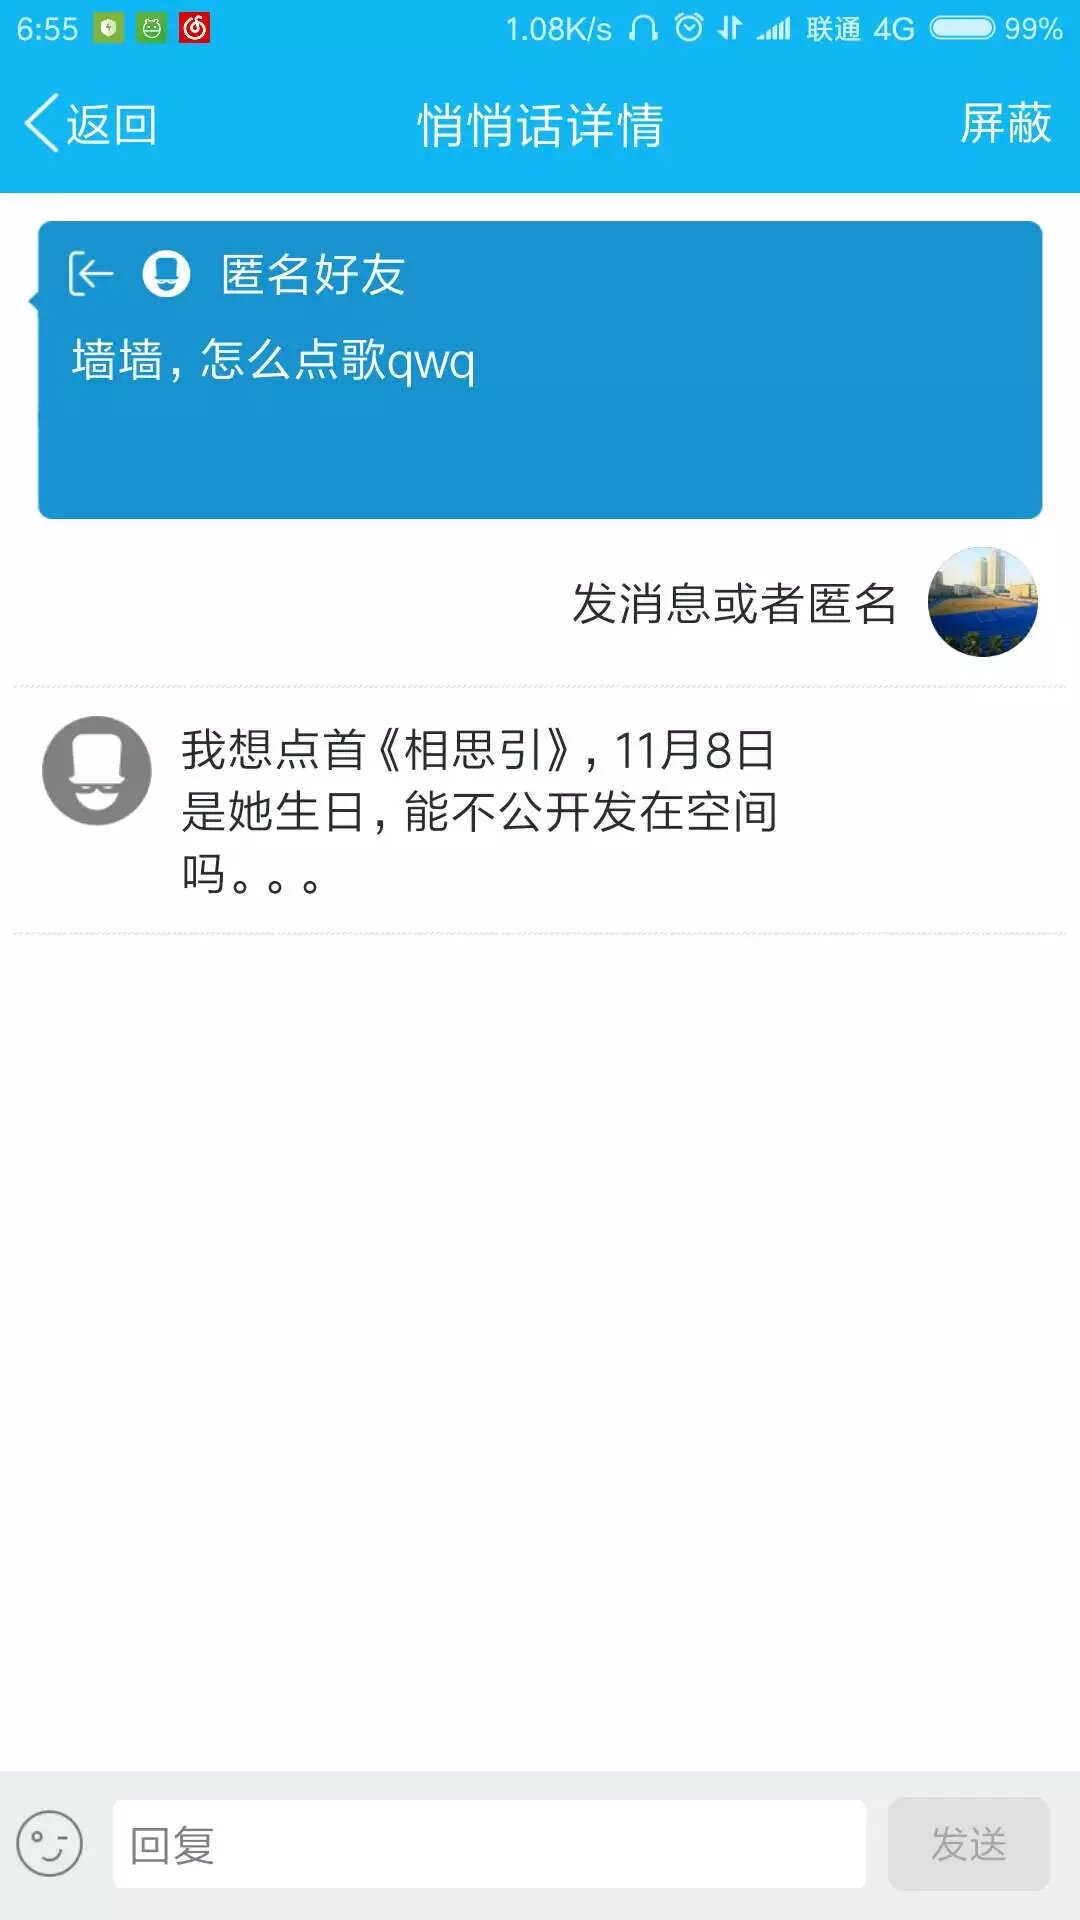 6:55 1.08K/s 联通 4G 99%
返回 悄悄话详情 屏蔽
匿名好友
墙墙，怎么点歌qwq
发消息或者匿名
我想点首《相思引》，11月8日
是她生日，能不公开发在空间
吗。。。
回复 发送